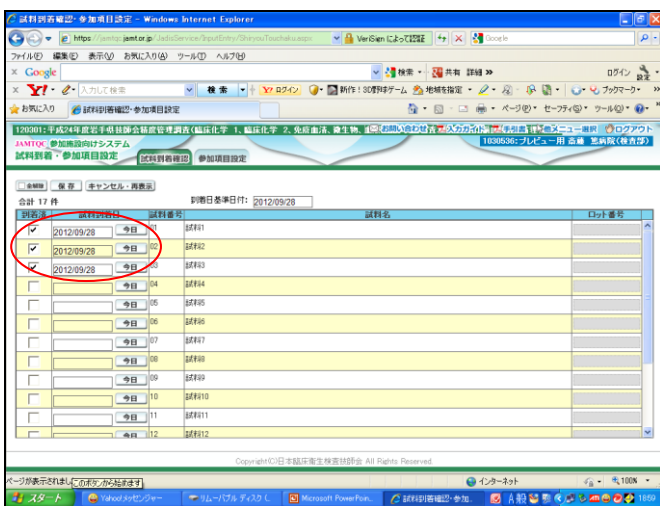 試料到着確認・参加項目設定 - Windows Internet Explorer
https://jamtqc.jamt.or.jp/JadisService/InputEntry/ShiryouTouchaku.aspx
VeriSign によって認証
Google
ファイル(F) 編集(E) 表示(V) お気に入り(A) ツール(T) ヘルプ(H)
Google
検索
共有
詳細 »
ログイン
設定
Y!
入力して検索
検索
ログイン
新作!3D野球ゲーム
地域を指定
ブックマーク
お気に入り
試料到着確認・参加項目設定
ページ(P)
セーフティ(S)
ツール(O)
120301:平成24年度岩手県技師会精度管理調査(臨床化学 1、臨床化学 2、免疫血清、微生物、
お問い合わせ
入力ガイド
手引書
他メニュー選択
ログアウト
JAMTQC 参加施設向けシステム
1830536:プレビュー用
試料到着・参加項目設定
試料到着確認
参加項目設定
全解除
保 存
キャンセル・再表示
合計 17 件
到着日基準日付: 2012/09/28
到着済 試料到着日 試料番号 試料名 ロット番号
2012/09/28 今日 01 試料1
2012/09/28 今日 02 試料2
2012/09/28 今日 03 試料3
今日 04 試料4
今日 05 試料5
今日 06 試料6
今日 07 試料7
今日 08 試料8
今日 09 試料9
今日 10 試料10
今日 11 試料11
今日 12 試料12
Copyright(C)日本臨床衛生検査技師会 All Rights Reserved
ページが表示されまし
このボタンから始めます
インターネット
100%
スタート
Yahoo!メッセンジャー
リムーバブル ディスク (
Microsoft PowerPoin...
試料到着確認・参加
A 般
1859